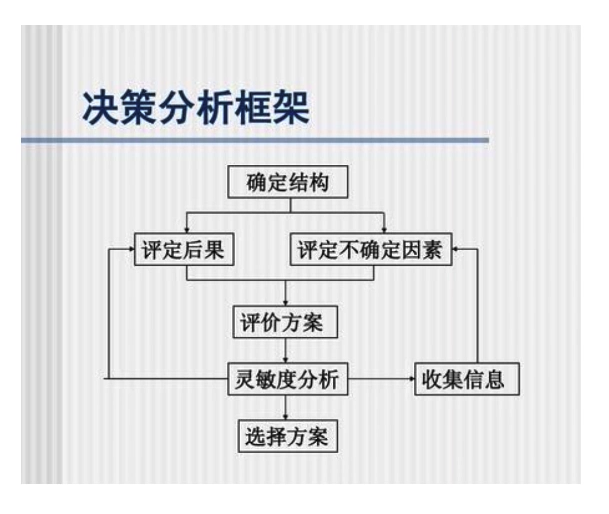 决策分析框架
确定结构
评定后果
评定不确定因素
评价方案
灵敏度分析
收集信息
选择方案